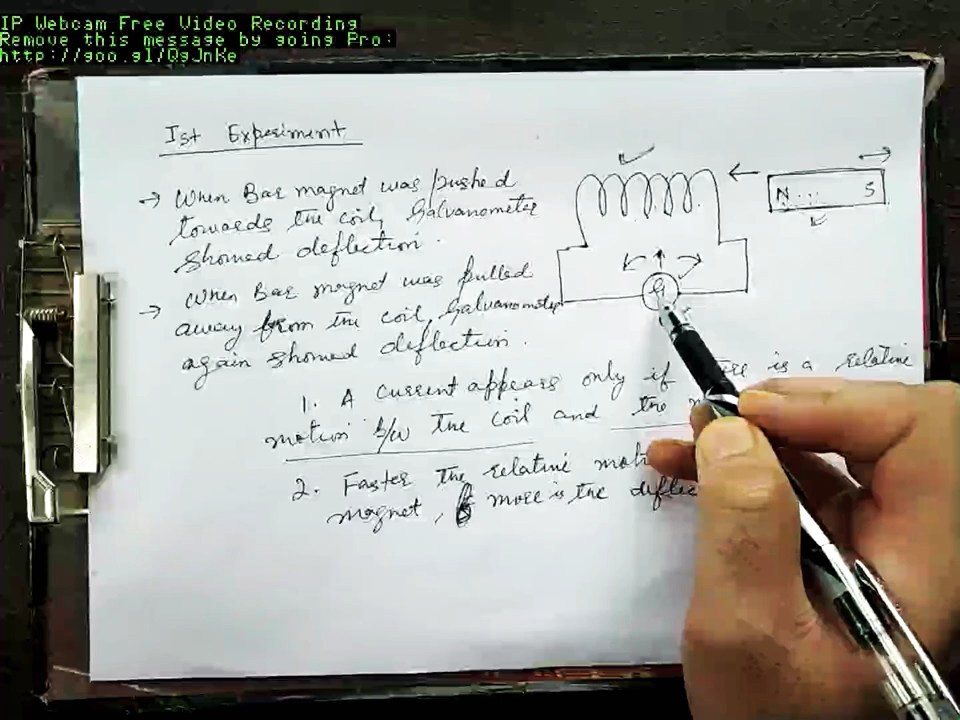 IP Webcam Free Video Recording
Remove this message by going Pro:
http://goo.gl/QgJnKe
Ist Experiment
→ When Bar magnet was pushed
towards the coil, Galvanometer
showed deflection.
→ When Bar magnet was pulled
away from the coil, Galvanometer
again showed deflection.
N... S
G
1. A current appears only if is a relative
motion b/w the coil and the
2. Faster the relative
magnet, more is the